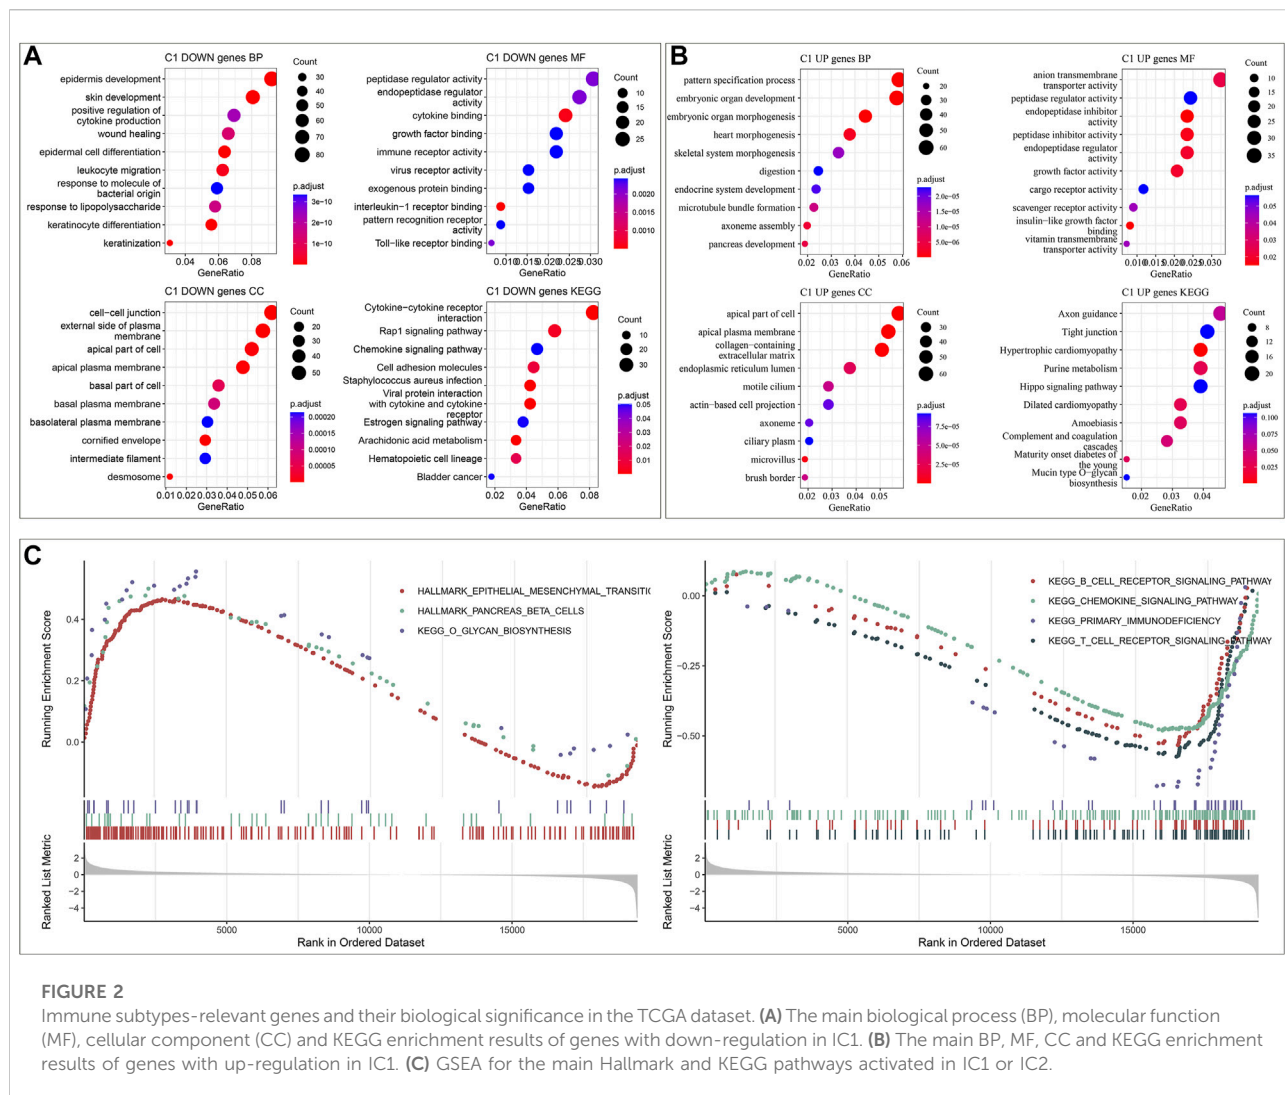 A
C1 DOWN genes BP
epidermis development
skin development
positive regulation of
cytokine production
wound healing
epidermal cell differentiation
leukocyte migration
response to molecule of
bacterial origin
response to lipopolysaccharide
keratinocyte differentiation
keratinization
0.04 0.06 0.08
GeneRatio
Count
30
40
50
60
70
80
p.adjust
3e−10
2e−10
1e−10
C1 DOWN genes MF
peptidase regulator activity
endopeptidase regulator
activity
cytokine binding
growth factor binding
immune receptor activity
virus receptor activity
exogenous protein binding
interleukin−1 receptor binding
pattern recognition receptor
activity
Toll−like receptor binding
0.010 0.015 0.020 0.025 0.030
GeneRatio
Count
10
15
20
25
p.adjust
0.0020
0.0015
0.0010
C1 DOWN genes CC
cell−cell junction
external side of plasma
membrane
apical part of cell
apical plasma membrane
basal part of cell
basal plasma membrane
basolateral plasma membrane
cornified envelope
intermediate filament
desmosome
0.01 0.02 0.03 0.04 0.05 0.06
GeneRatio
Count
20
30
40
50
p.adjust
0.00020
0.00015
0.00010
0.00005
C1 DOWN genes KEGG
Cytokine−cytokine receptor
interaction
Rap1 signaling pathway
Chemokine signaling pathway
Cell adhesion molecules
Staphylococcus aureus infection
Viral protein interaction
with cytokine and cytokine
receptor
Estrogen signaling pathway
Arachidonic acid metabolism
Hematopoietic cell lineage
Bladder cancer
0.02 0.04 0.06 0.08
GeneRatio
Count
10
20
30
p.adjust
0.05
0.04
0.03
0.02
0.01
B
C1 UP genes BP
pattern specification process
embryonic organ development
embryonic organ morphogenesis
heart morphogenesis
skeletal system morphogenesis
digestion
endocrine system development
microtubule bundle formation
axoneme assembly
pancreas development
0.02 0.03 0.04 0.05 0.06
GeneRatio
Count
20
30
40
50
60
p.adjust
2.0e−05
1.5e−05
1.0e−05
5.0e−06
C1 UP genes MF
anion transmembrane
transporter activity
peptidase regulator activity
endopeptidase inhibitor
activity
peptidase inhibitor activity
endopeptidase regulator
activity
growth factor activity
cargo receptor activity
scavenger receptor activity
insulin−like growth factor
binding
vitamin transmembrane
transporter activity
0.010 0.015 0.020 0.025 0.030
GeneRatio
Count
10
15
20
25
30
35
p.adjust
0.05
0.04
0.03
0.02
C1 UP genes CC
apical part of cell
apical plasma membrane
collagen−containing
extracellular matrix
endoplasmic reticulum lumen
motile cilium
actin−based cell projection
axoneme
ciliary plasm
microvillus
brush border
0.02 0.03 0.04 0.05
GeneRatio
Count
30
40
50
60
p.adjust
7.5e−05
5.0e−05
2.5e−05
C1 UP genes KEGG
Axon guidance
Tight junction
Hypertrophic cardiomyopathy
Purine metabolism
Hippo signaling pathway
Dilated cardiomyopathy
Amoebiasis
Complement and coagulation
cascades
Maturity onset diabetes of
the young
Mucin type O−glycan
biosynthesis
0.02 0.03 0.04
GeneRatio
Count
8
12
16
20
p.adjust
0.100
0.075
0.050
0.025
C
Running Enrichment Score
0.4
0.2
0.0
HALLMARK_EPITHELIAL_MESENCHYMAL_TRANSITI
HALLMARK_PANCREAS_BETA_CELLS
KEGG_O_GLYCAN_BIOSYNTHESIS
Ranked List Metric
2
0
−2
−4
5000 10000 15000
Rank in Ordered Dataset
Running Enrichment Score
0.00
−0.25
−0.50
KEGG_B_CELL_RECEPTOR_SIGNALING_PATHWAY
KEGG_CHEMOKINE_SIGNALING_PATHWAY
KEGG_PRIMARY_IMMUNODEFICIENCY
KEGG_T_CELL_RECEPTOR_SIGNALING_PATHWAY
Ranked List Metric
2
0
−2
−4
5000 10000 15000
Rank in Ordered Dataset
FIGURE 2
Immune subtypes-relevant genes and their biological significance in the TCGA dataset. (A) The main biological process (BP), molecular function
(MF), cellular component (CC) and KEGG enrichment results of genes with down-regulation in IC1. (B) The main BP, MF, CC and KEGG enrichment
results of genes with up-regulation in IC1. (C) GSEA for the main Hallmark and KEGG pathways activated in IC1 or IC2.